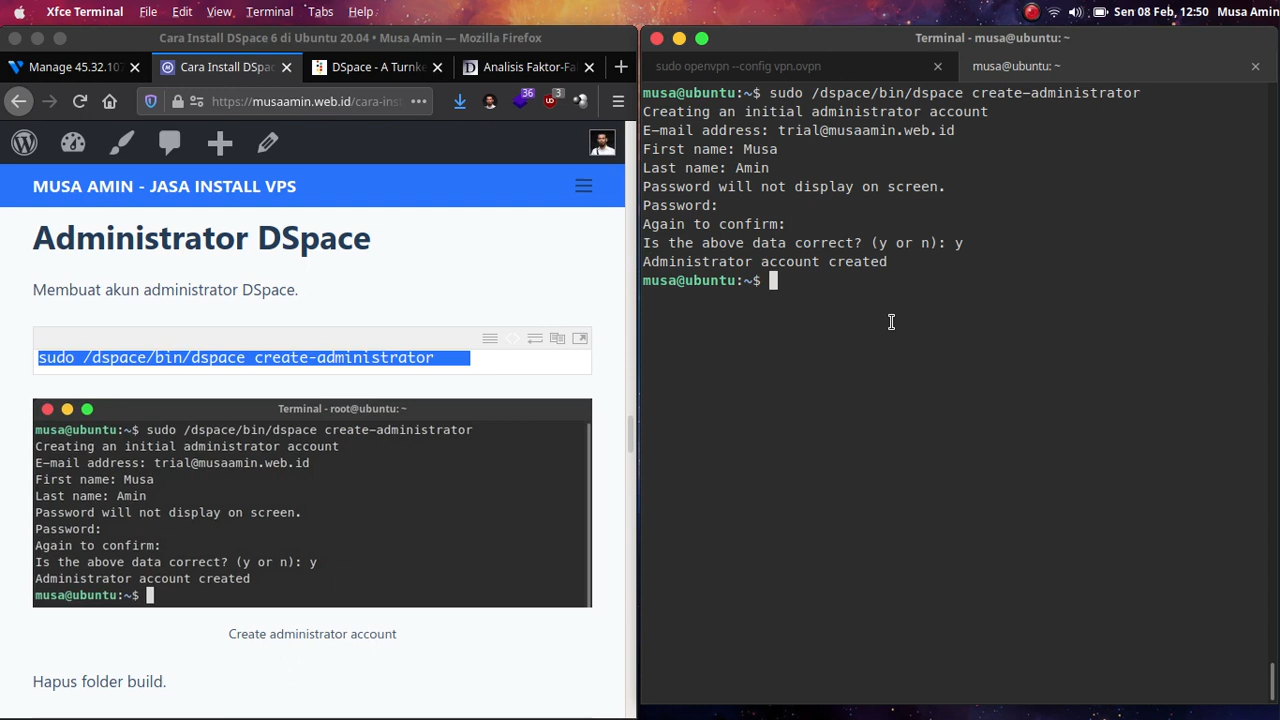 Xfce Terminal File Edit View Terminal Tabs Help Sen 08 Feb, 12:50 Musa Amin
Cara Install DSpace 6 di Ubuntu 20.04 • Musa Amin — Mozilla Firefox
Manage 45.32.107 Cara Install DSpac DSpace - A Turnke Analisis Faktor-Fa
https://musaamin.web.id/cara-inst 36 3
MUSA AMIN - JASA INSTALL VPS
Administrator DSpace
Membuat akun administrator DSpace.
sudo /dspace/bin/dspace create-administrator
Terminal - root@ubuntu: ~
musa@ubuntu:~$ sudo /dspace/bin/dspace create-administrator
Creating an initial administrator account
E-mail address: trial@musaamin.web.id
First name: Musa
Last name: Amin
Password will not display on screen.
Password:
Again to confirm:
Is the above data correct? (y or n): y
Administrator account created
musa@ubuntu:~$
Create administrator account
Hapus folder build.
Terminal - musa@ubuntu: ~
sudo openvpn --config vpn.ovpn musa@ubuntu: ~
musa@ubuntu:~$ sudo /dspace/bin/dspace create-administrator
Creating an initial administrator account
E-mail address: trial@musaamin.web.id
First name: Musa
Last name: Amin
Password will not display on screen.
Password:
Again to confirm:
Is the above data correct? (y or n): y
Administrator account created
musa@ubuntu:~$